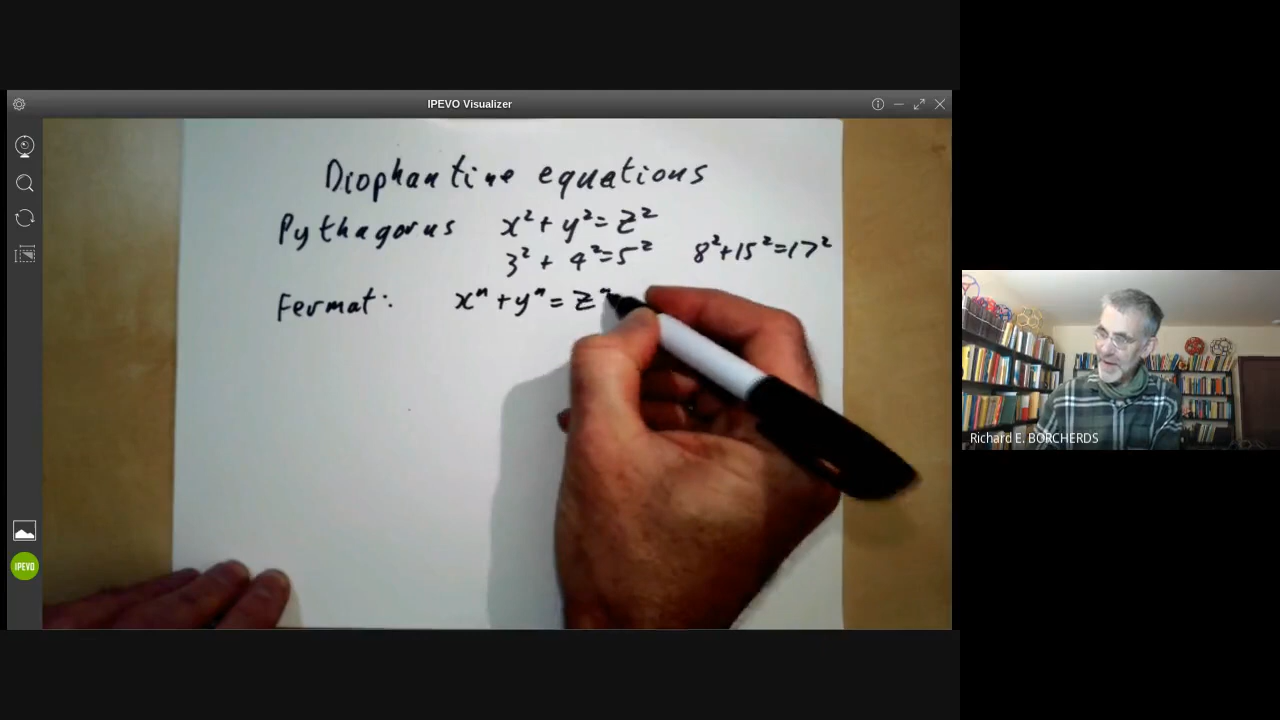 IPEVO Visualizer
Diophantine equations
Pythagorus x² + y² = z²
3² + 4² = 5² 8² + 15² = 17²
Fermat: xⁿ + yⁿ = zⁿ
IPEVO
Richard E. BORCHERDS